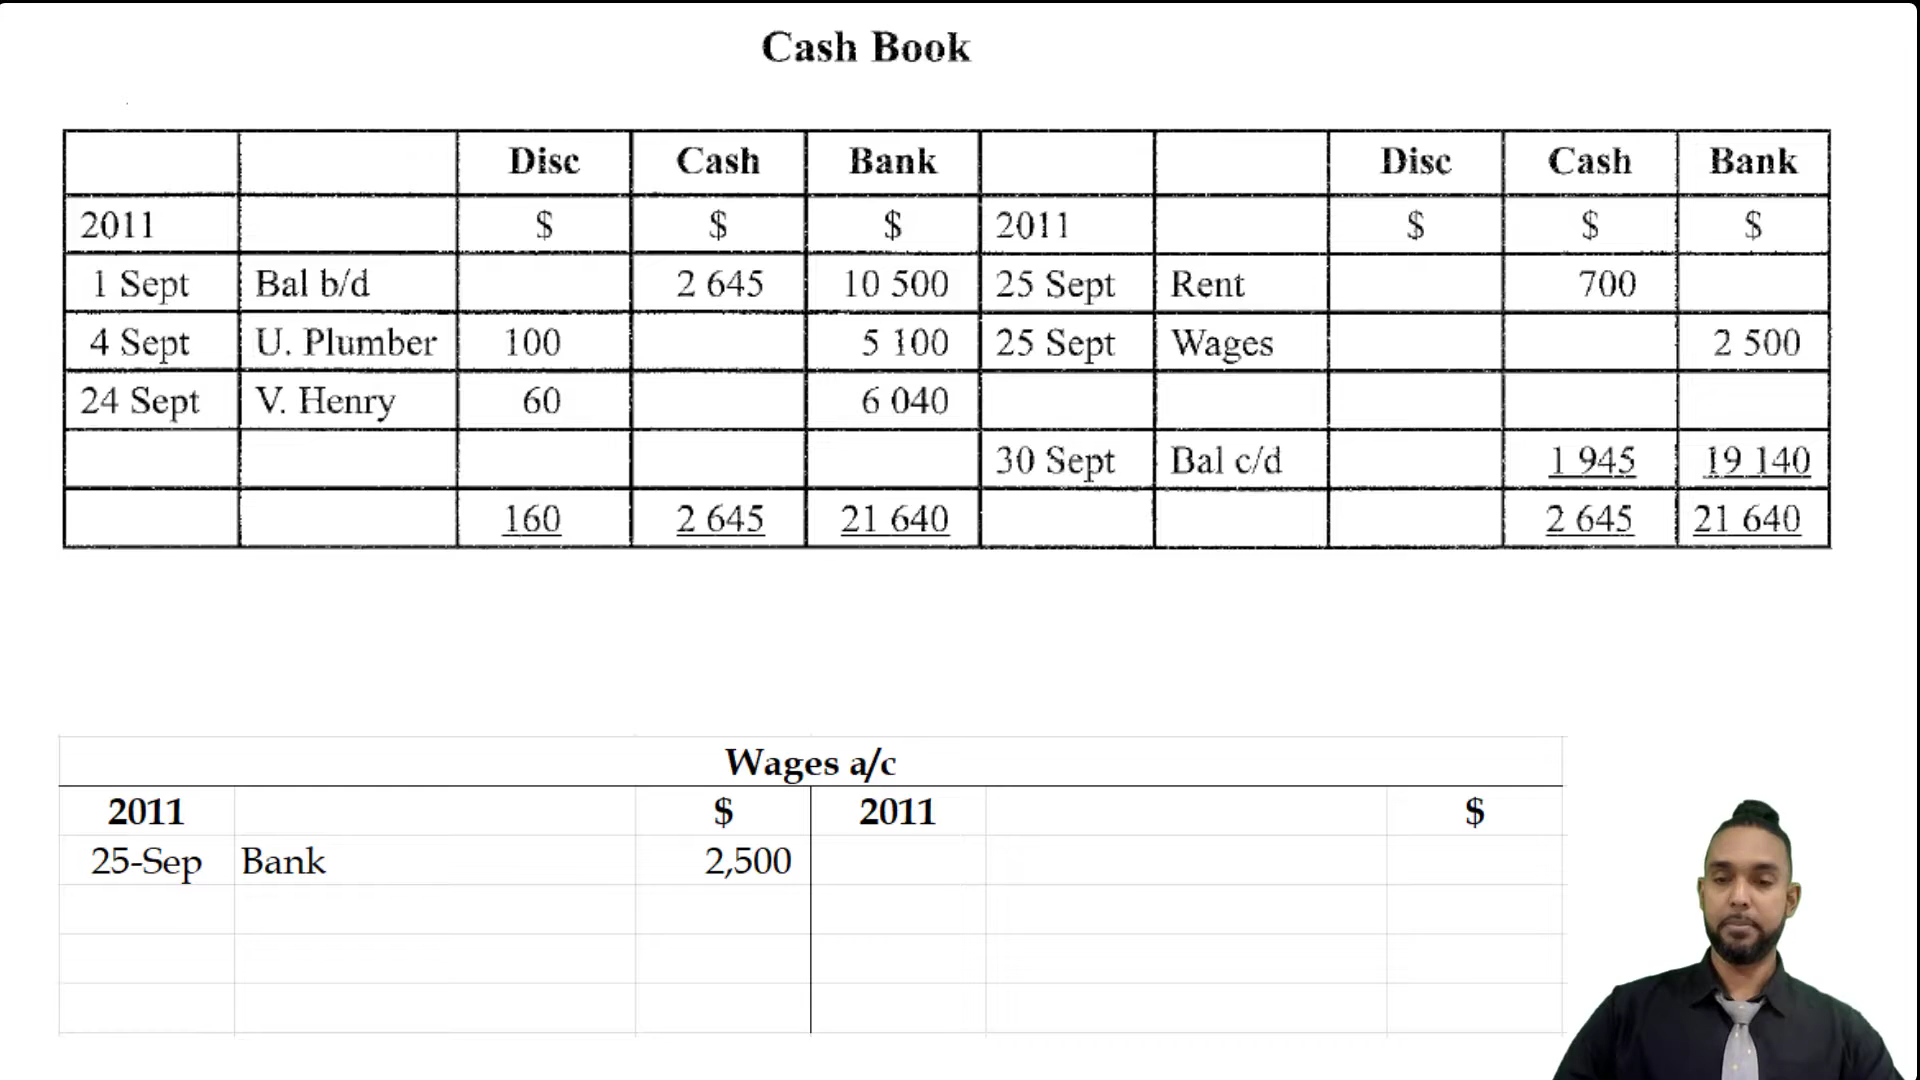 Cash Book
Disc Cash Bank Disc Cash Bank
2011 $ $ $ 2011 $ $ $
1 Sept Bal b/d 2 645 10 500 25 Sept Rent 700
4 Sept U. Plumber 100 5 100 25 Sept Wages 2 500
24 Sept V. Henry 60 6 040
30 Sept Bal c/d 1 945 19 140
160 2 645 21 640 2 645 21 640
Wages a/c
2011 $ 2011 $
25-Sep Bank 2,500